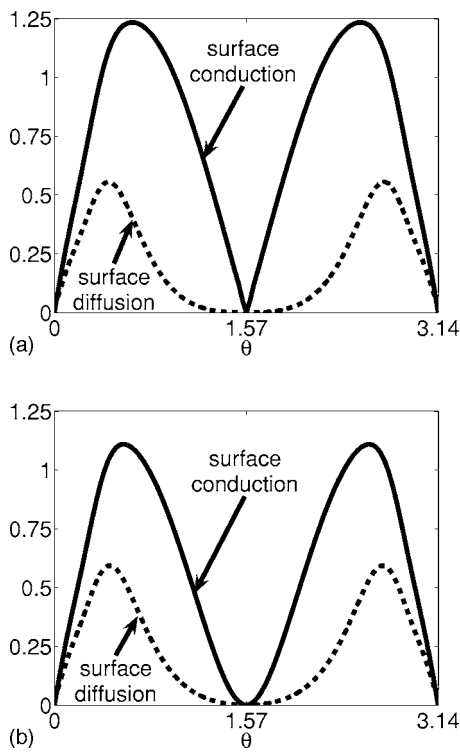 1.25
surface
conduction
1
0.75
0.5
0.25
surface
diffusion
0
0
1.57
3.14
θ
(a)
1.25
surface
conduction
1
0.75
0.5
0.25
surface
diffusion
0
0
1.57
3.14
θ
(b)